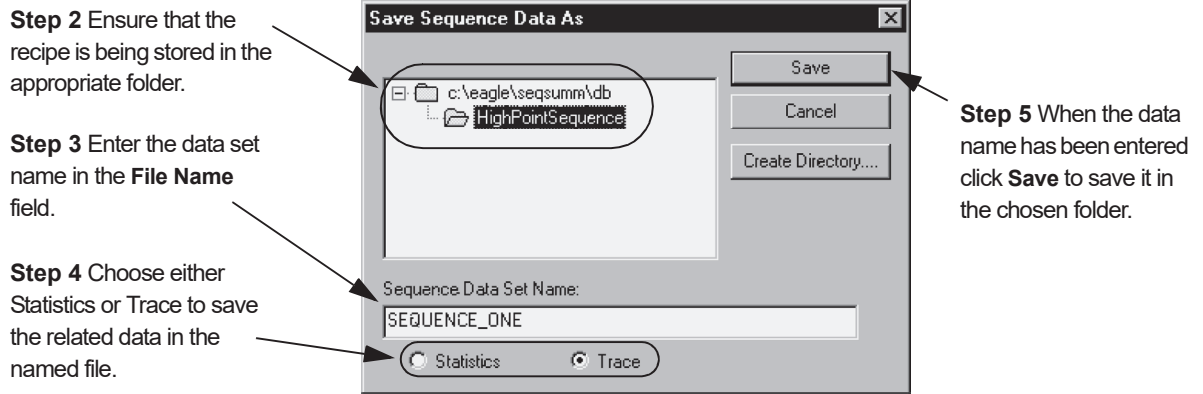 Step 2 Ensure that the
recipe is being stored in the
appropriate folder.
Step 3 Enter the data set
name in the File Name
field.
Step 4 Choose either
Statistics or Trace to save
the related data in the
named file.
Save Sequence Data As
c:\eagle\seqsumm\db
HighPointSequence
Save
Cancel
Create Directory....
Sequence Data Set Name:
SEQUENCE_ONE
Statistics Trace
Step 5 When the data
name has been entered
click Save to save it in
the chosen folder.